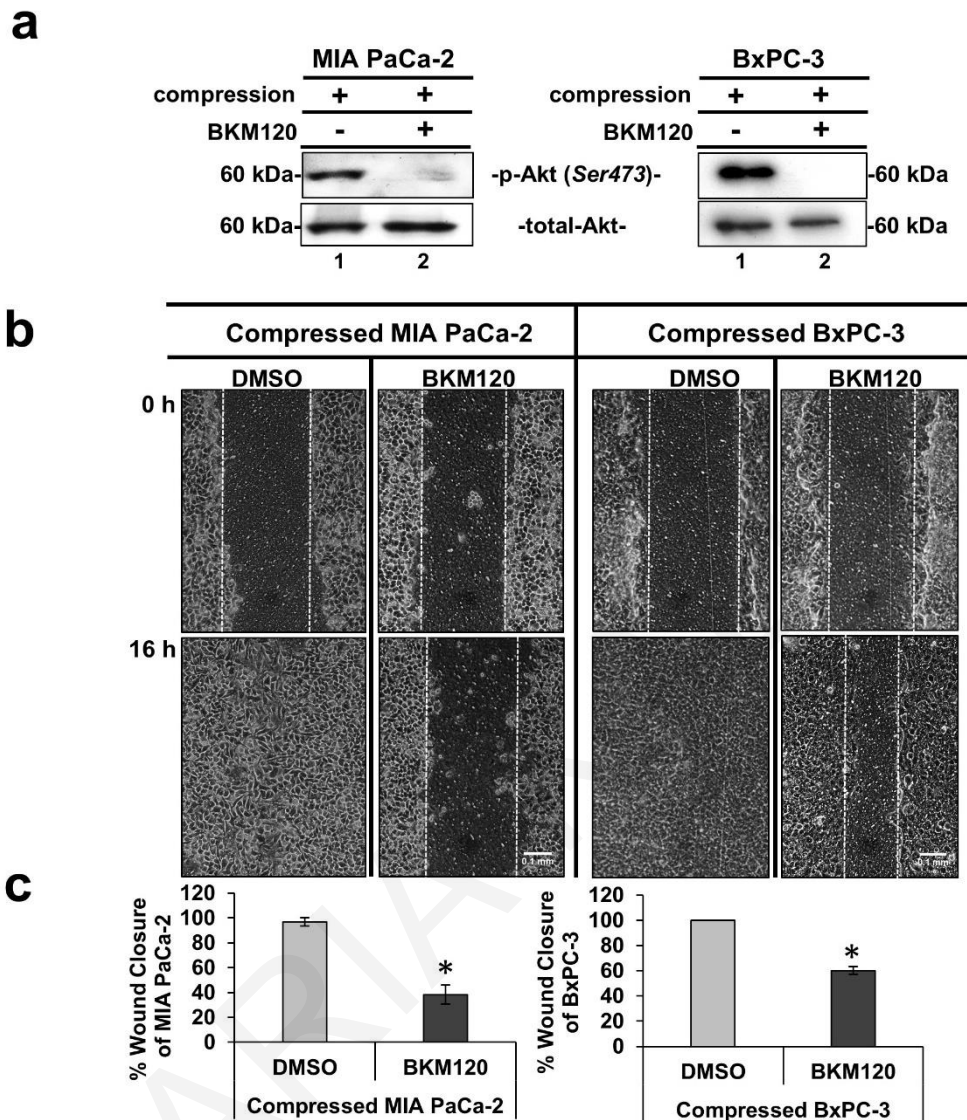 a
MIA PaCa-2
compression + +
BKM120 - +
60 kDa-
60 kDa-
1 2
-p-Akt (Ser473)-
-total-Akt-
BxPC-3
compression + +
BKM120 - +
-60 kDa
-60 kDa
1 2
b
Compressed MIA PaCa-2 Compressed BxPC-3
DMSO BKM120 DMSO BKM120
0 h
16 h
0.1 mm 0.1 mm
c
% Wound Closure
of MIA PaCa-2
120
100
80
60
40
20
0
*
DMSO BKM120
Compressed MIA PaCa-2
% Wound Closure
of BxPC-3
120
100
80
60
40
20
0
*
DMSO BKM120
Compressed BxPC-3